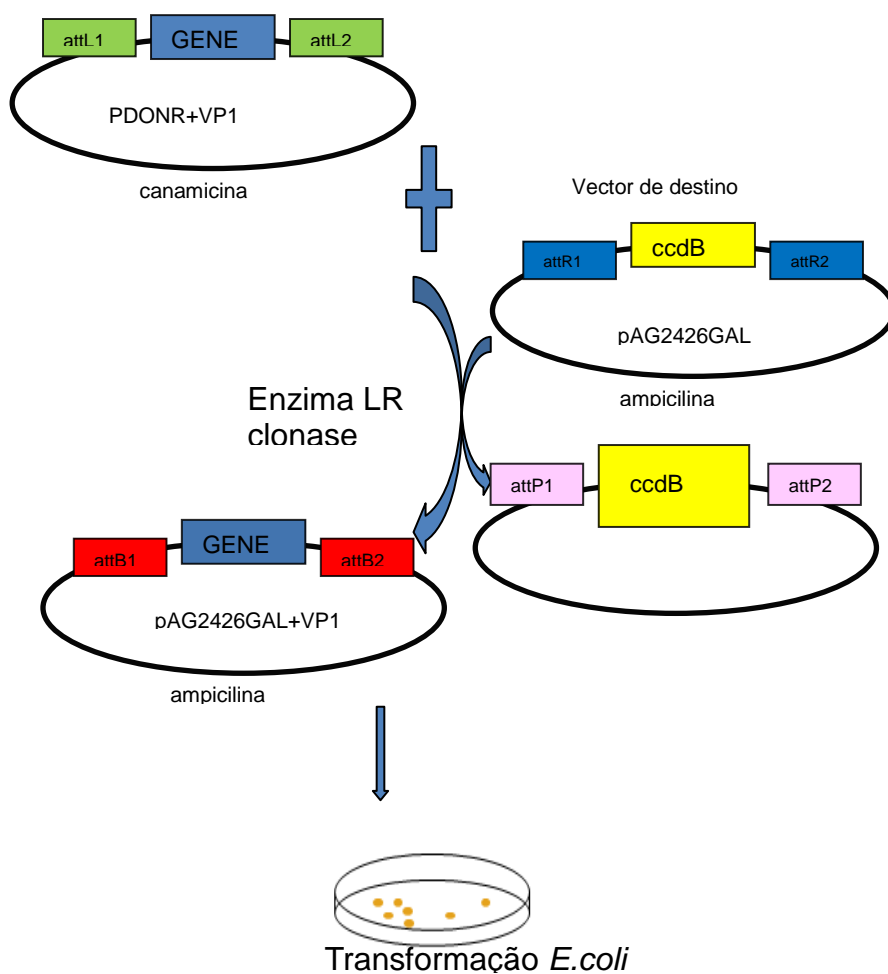 attL1 GENE attL2
PDONR+VP1
canamicina
Vector de destino
attR1 ccdB attR2
pAG2426GAL
ampicilina
Enzima LR
clonase
attP1 ccdB attP2
attB1 GENE attB2
pAG2426GAL+VP1
ampicilina
Transformação E.coli